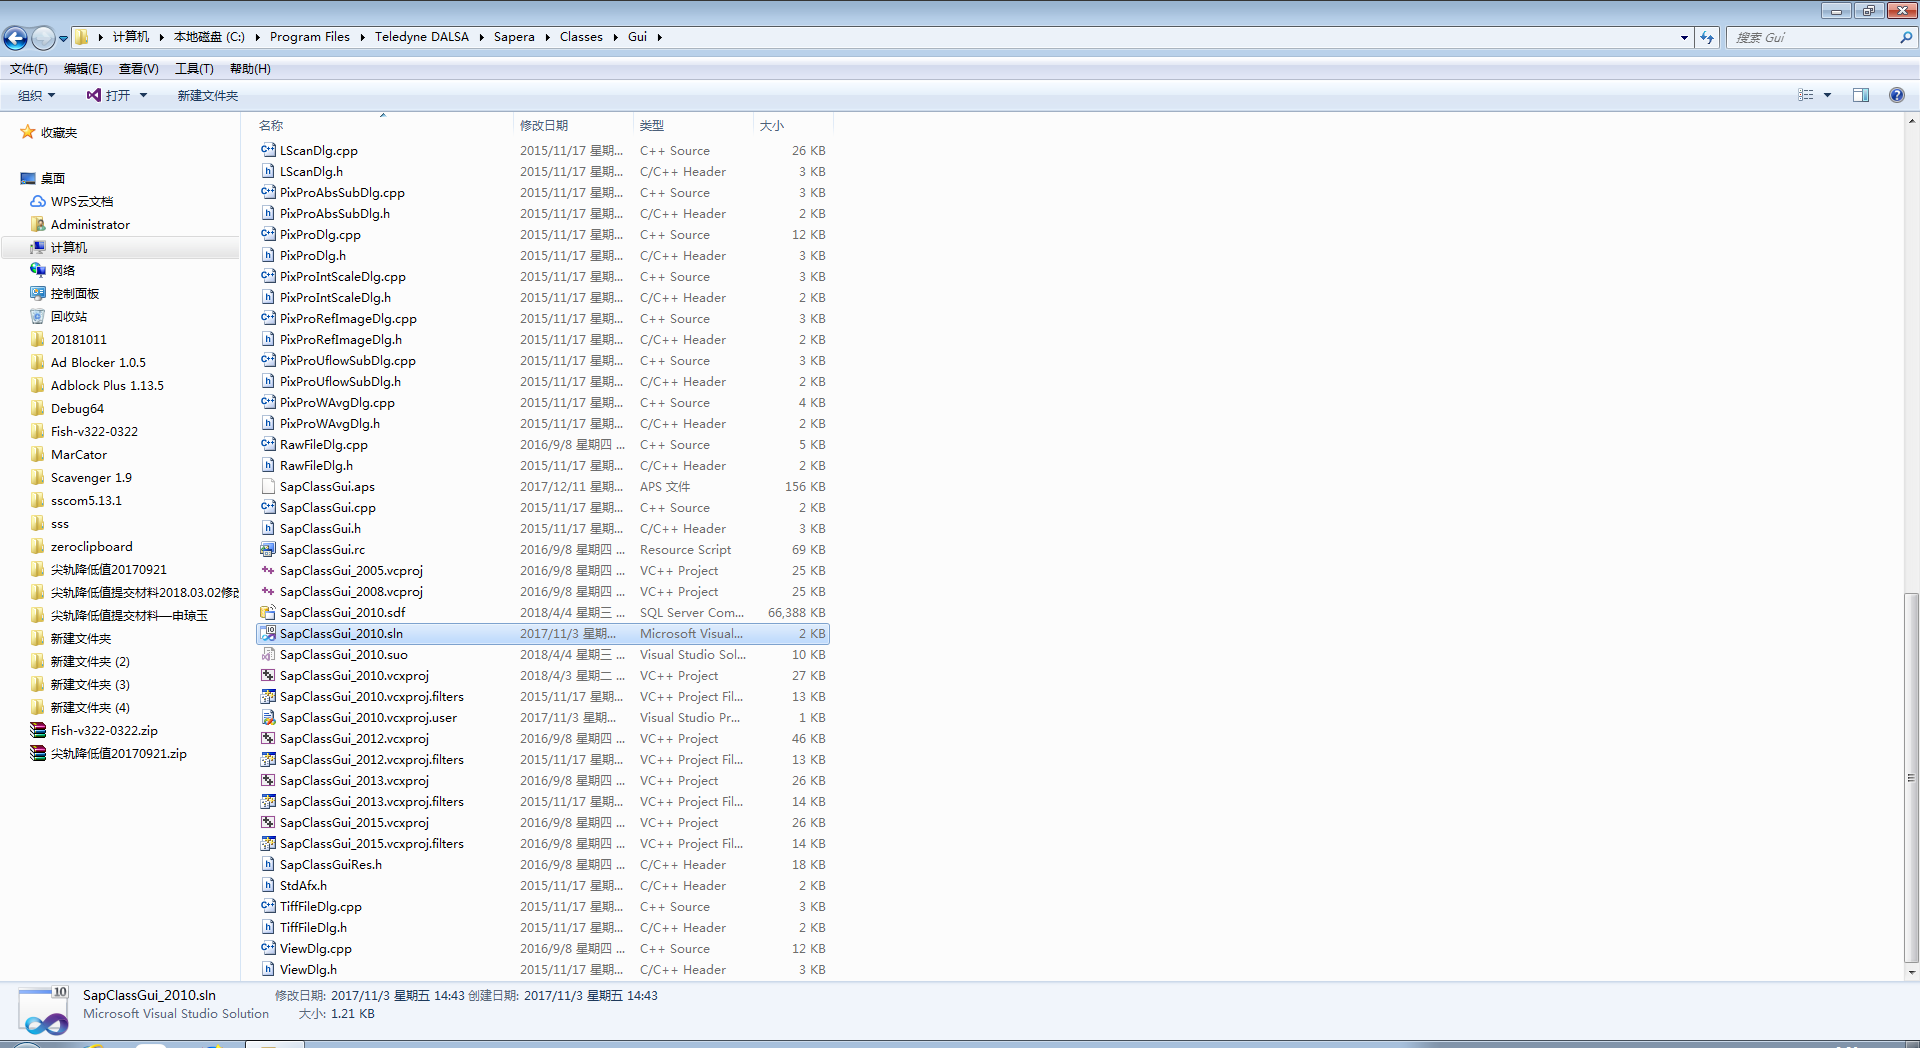 计算机 本地磁盘 (C:) Program Files Teledyne DALSA Sapera Classes Gui 搜索 Gui
文件(F) 编辑(E) 查看(V) 工具(T) 帮助(H)
组织 打开 新建文件夹
收藏夹
桌面
WPS云文档
Administrator
计算机
网络
控制面板
回收站
20181011
Ad Blocker 1.0.5
Adblock Plus 1.13.5
Debug64
Fish-v322-0322
MarCator
Scavenger 1.9
sscom5.13.1
sss
zeroclipboard
尖轨降低值20170921
尖轨降低值提交材料2018.03.02修改
尖轨降低值提交材料—申琼玉
新建文件夹
新建文件夹 (2)
新建文件夹 (3)
新建文件夹 (4)
Fish-v322-0322.zip
尖轨降低值20170921.zip
名称 修改日期 类型 大小
LScanDlg.cpp 2015/11/17 星期... C++ Source 26 KB
LScanDlg.h 2015/11/17 星期... C/C++ Header 3 KB
PixProAbsSubDlg.cpp 2015/11/17 星期... C++ Source 3 KB
PixProAbsSubDlg.h 2015/11/17 星期... C/C++ Header 2 KB
PixProDlg.cpp 2015/11/17 星期... C++ Source 12 KB
PixProDlg.h 2015/11/17 星期... C/C++ Header 3 KB
PixProIntScaleDlg.cpp 2015/11/17 星期... C++ Source 3 KB
PixProIntScaleDlg.h 2015/11/17 星期... C/C++ Header 2 KB
PixProRefImageDlg.cpp 2015/11/17 星期... C++ Source 3 KB
PixProRefImageDlg.h 2015/11/17 星期... C/C++ Header 2 KB
PixProUflowSubDlg.cpp 2015/11/17 星期... C++ Source 3 KB
PixProUflowSubDlg.h 2015/11/17 星期... C/C++ Header 2 KB
PixProWAvgDlg.cpp 2015/11/17 星期... C++ Source 4 KB
PixProWAvgDlg.h 2015/11/17 星期... C/C++ Header 2 KB
RawFileDlg.cpp 2016/9/8 星期四 ... C++ Source 5 KB
RawFileDlg.h 2015/11/17 星期... C/C++ Header 2 KB
SapClassGui.aps 2017/12/11 星期... APS 文件 156 KB
SapClassGui.cpp 2015/11/17 星期... C++ Source 2 KB
SapClassGui.h 2015/11/17 星期... C/C++ Header 3 KB
SapClassGui.rc 2016/9/8 星期四 ... Resource Script 69 KB
SapClassGui_2005.vcproj 2016/9/8 星期四 ... VC++ Project 25 KB
SapClassGui_2008.vcproj 2016/9/8 星期四 ... VC++ Project 25 KB
SapClassGui_2010.sdf 2018/4/4 星期三 ... SQL Server Com... 66,388 KB
SapClassGui_2010.sln 2017/11/3 星期... Microsoft Visual... 2 KB
SapClassGui_2010.suo 2018/4/4 星期三 ... Visual Studio Sol... 10 KB
SapClassGui_2010.vcxproj 2018/4/3 星期二 ... VC++ Project 27 KB
SapClassGui_2010.vcxproj.filters 2015/11/17 星期... VC++ Project Fil... 13 KB
SapClassGui_2010.vcxproj.user 2017/11/3 星期... Visual Studio Pr... 1 KB
SapClassGui_2012.vcxproj 2016/9/8 星期四 ... VC++ Project 46 KB
SapClassGui_2012.vcxproj.filters 2015/11/17 星期... VC++ Project Fil... 13 KB
SapClassGui_2013.vcxproj 2016/9/8 星期四 ... VC++ Project 26 KB
SapClassGui_2013.vcxproj.filters 2015/11/17 星期... VC++ Project Fil... 14 KB
SapClassGui_2015.vcxproj 2016/9/8 星期四 ... VC++ Project 26 KB
SapClassGui_2015.vcxproj.filters 2016/9/8 星期四 ... VC++ Project Fil... 14 KB
SapClassGuiRes.h 2016/9/8 星期四 ... C/C++ Header 18 KB
StdAfx.h 2015/11/17 星期... C/C++ Header 2 KB
TiffFileDlg.cpp 2015/11/17 星期... C++ Source 3 KB
TiffFileDlg.h 2015/11/17 星期... C/C++ Header 2 KB
ViewDlg.cpp 2016/9/8 星期四 ... C++ Source 12 KB
ViewDlg.h 2015/11/17 星期... C/C++ Header 3 KB
10 SapClassGui_2010.sln 修改日期: 2017/11/3 星期五 14:43 创建日期: 2017/11/3 星期五 14:43
Microsoft Visual Studio Solution 大小: 1.21 KB